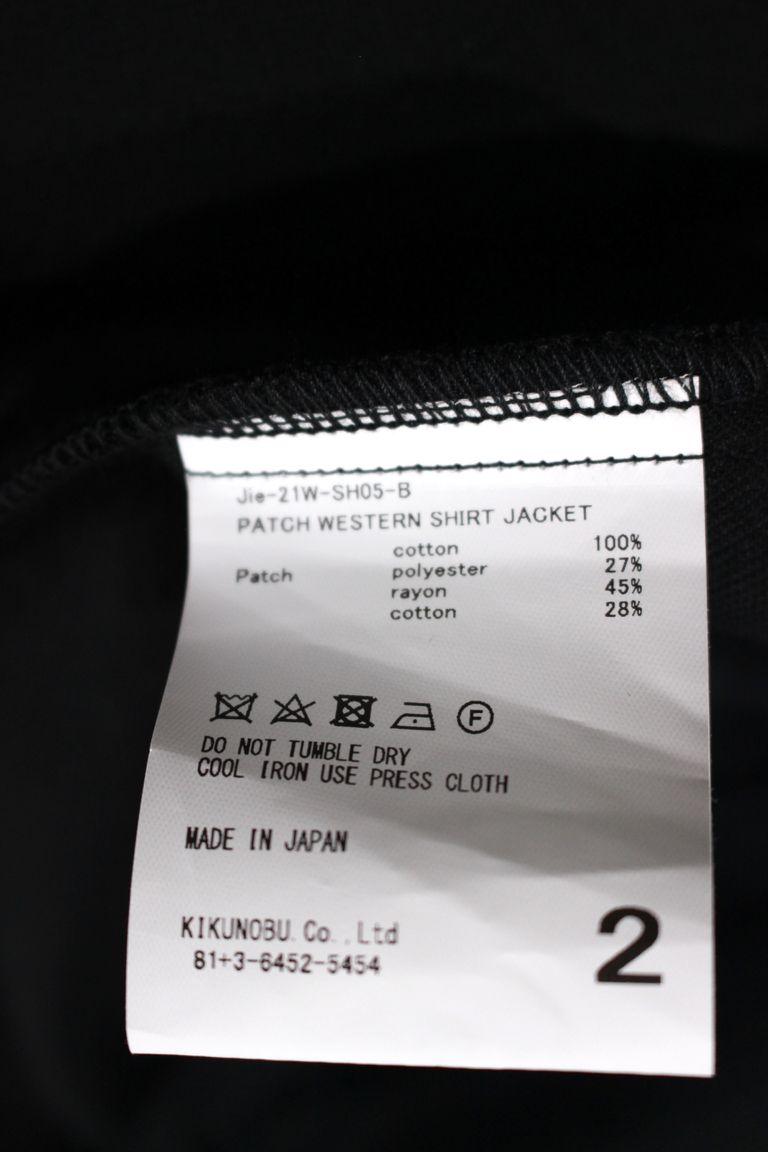 Jie-21W-SH05-B
PATCH WESTERN SHIRT JACKET
cotton 100%
Patch polyester 27%
rayon 45%
cotton 28%
F
DO NOT TUMBLE DRY
COOL IRON USE PRESS CLOTH
MADE IN JAPAN
KIKUNOBU.Co.,Ltd
81+3-6452-5454
2